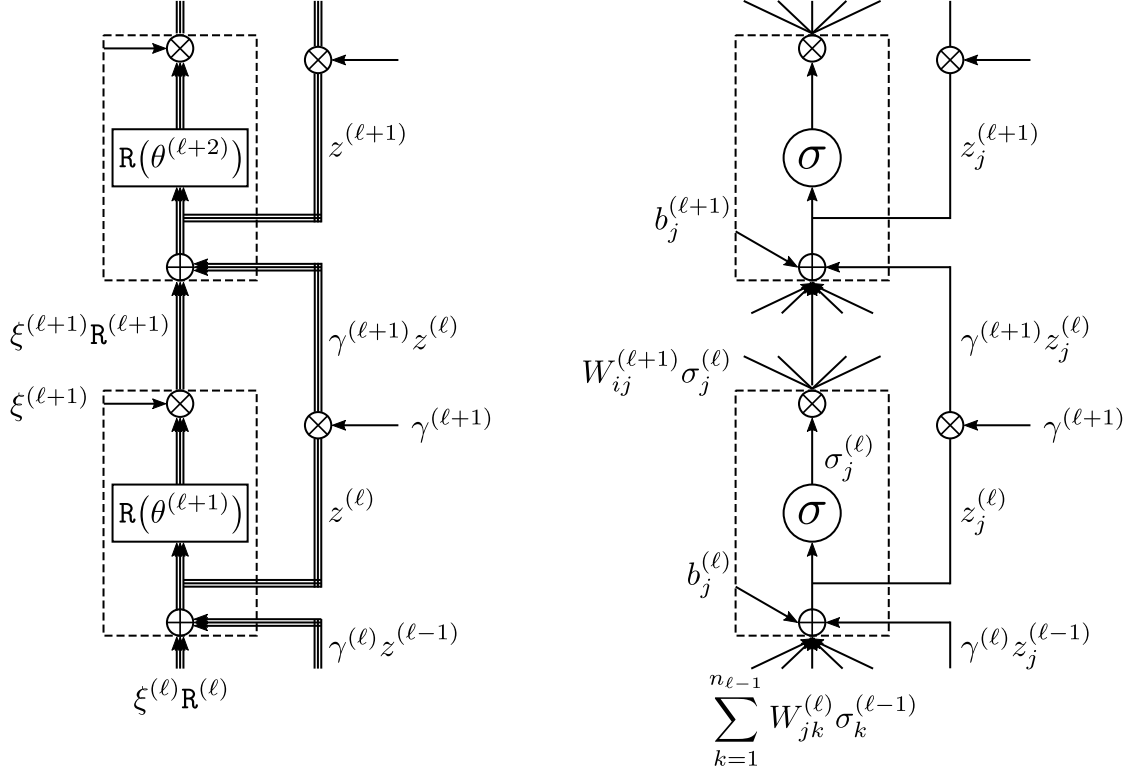 R(θ^(ℓ+2))
z^(ℓ+1)
ξ^(ℓ+1)R^(ℓ+1)
γ^(ℓ+1)z^(ℓ)
ξ^(ℓ+1)
γ^(ℓ+1)
R(θ^(ℓ+1))
z^(ℓ)
γ^(ℓ)z^(ℓ−1)
ξ^(ℓ)R^(ℓ)
σ
z_j^(ℓ+1)
b_j^(ℓ+1)
γ^(ℓ+1)z_j^(ℓ)
W_ij^(ℓ+1)σ_j^(ℓ)
γ^(ℓ+1)
σ_j^(ℓ)
σ
z_j^(ℓ)
b_j^(ℓ)
γ^(ℓ)z_j^(ℓ−1)
∑_{k=1}^{n_{ℓ−1}} W_jk^(ℓ)σ_k^(ℓ−1)